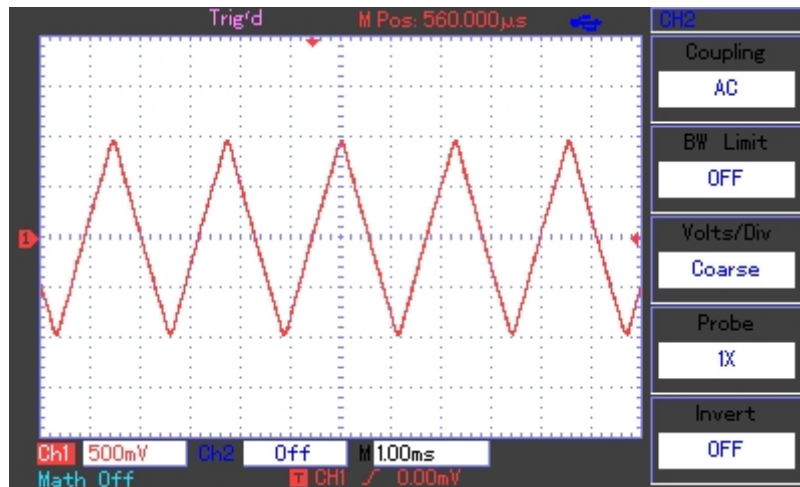 Trig'd M Pos: 560.000µs CH2
Coupling
AC
BW Limit
OFF
Volts/Div
Coarse
Probe
1X
Invert
OFF
1
Ch1 500mV Ch2 Off M 1.00ms
Math Off T CH1 0.00mV